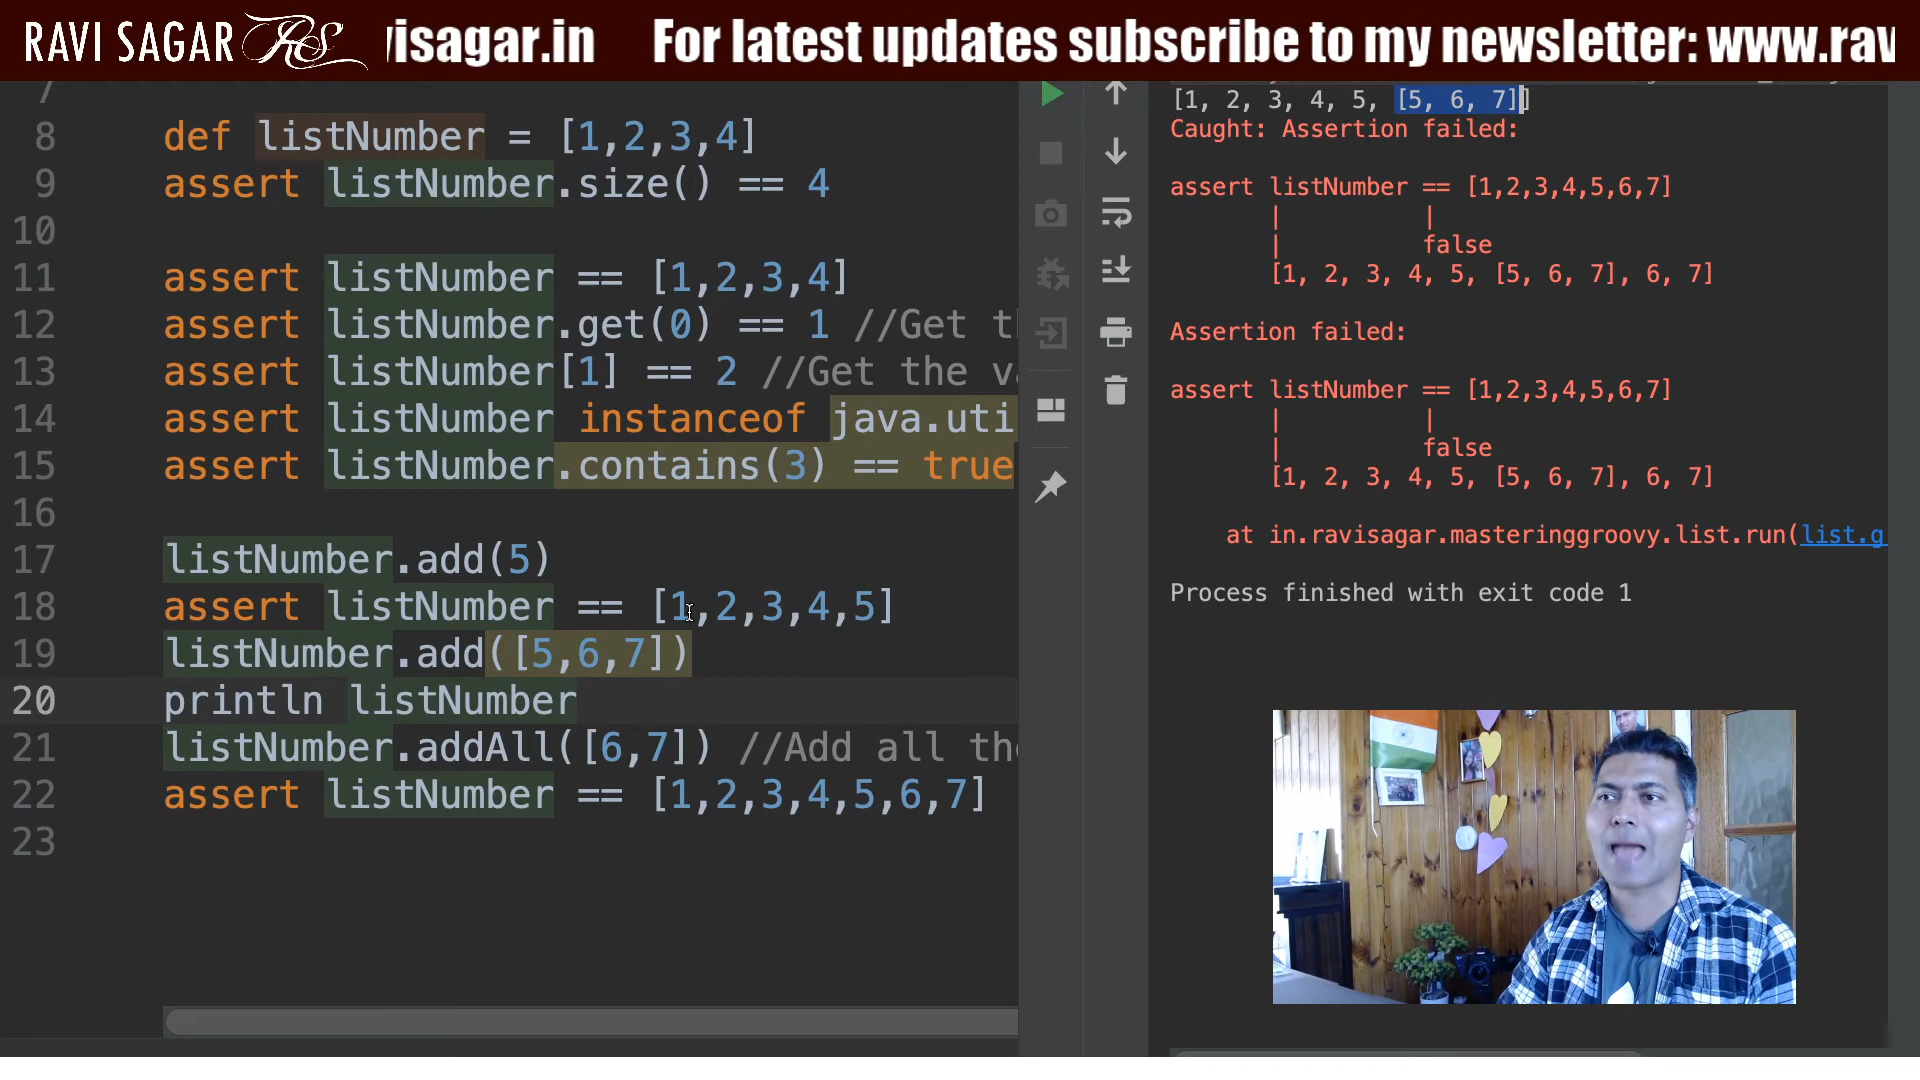 RAVI SAGAR RS
visagar.in For latest updates subscribe to my newsletter: www.rav
7
8 def listNumber = [1,2,3,4]
9 assert listNumber.size() == 4
10
11 assert listNumber == [1,2,3,4]
12 assert listNumber.get(0) == 1 //Get th
13 assert listNumber[1] == 2 //Get the va
14 assert listNumber instanceof java.uti
15 assert listNumber.contains(3) == true
16
17 listNumber.add(5)
18 assert listNumber == [1,2,3,4,5]
19 listNumber.add([5,6,7])
20 println listNumber
21 listNumber.addAll([6,7]) //Add all the
22 assert listNumber == [1,2,3,4,5,6,7]
23
[1, 2, 3, 4, 5, [5, 6, 7]]
Caught: Assertion failed:
assert listNumber == [1,2,3,4,5,6,7]
| |
| false
[1, 2, 3, 4, 5, [5, 6, 7], 6, 7]
Assertion failed:
assert listNumber == [1,2,3,4,5,6,7]
| |
| false
[1, 2, 3, 4, 5, [5, 6, 7], 6, 7]
at in.ravisagar.masteringgroovy.list.run(list.g
Process finished with exit code 1